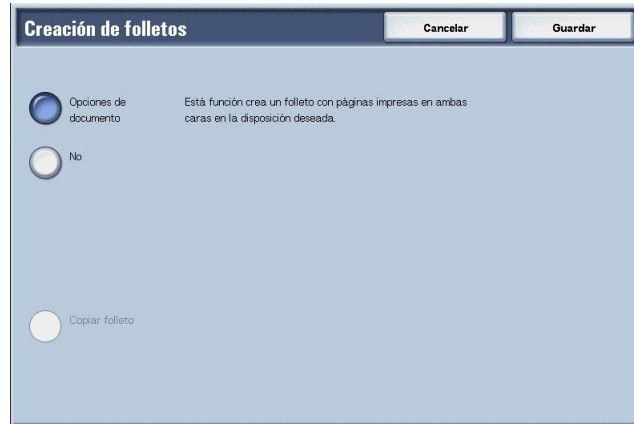 Creación de folletos
Cancelar
Guardar
Opciones de
documento
Está función crea un folleto con páginas impresas en ambas
caras en la disposición deseada.
No
Copiar folleto